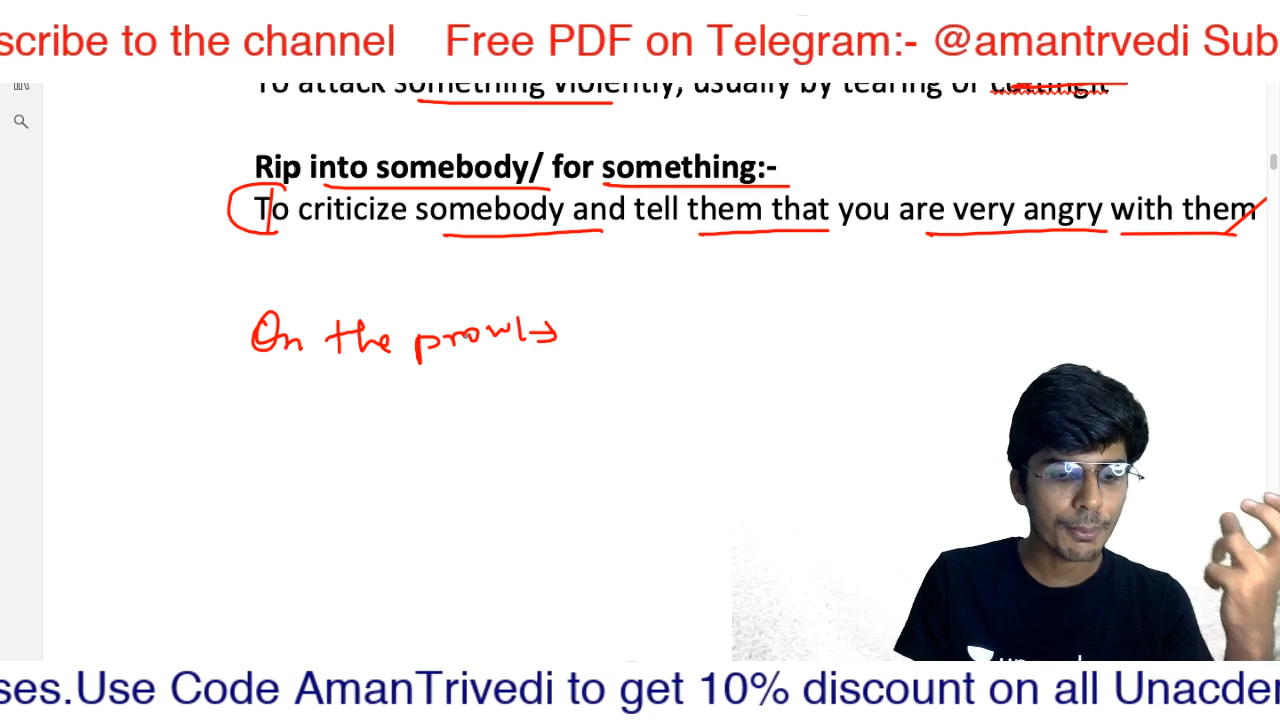 scribe to the channel Free PDF on Telegram:- @amantrvedi Sub
To attack something violently, usually by tearing or
Rip into somebody/ for something:-
To criticize somebody and tell them that you are very angry with them
On the prowl→
ses.Use Code AmanTrivedi to get 10% discount on all Unacder